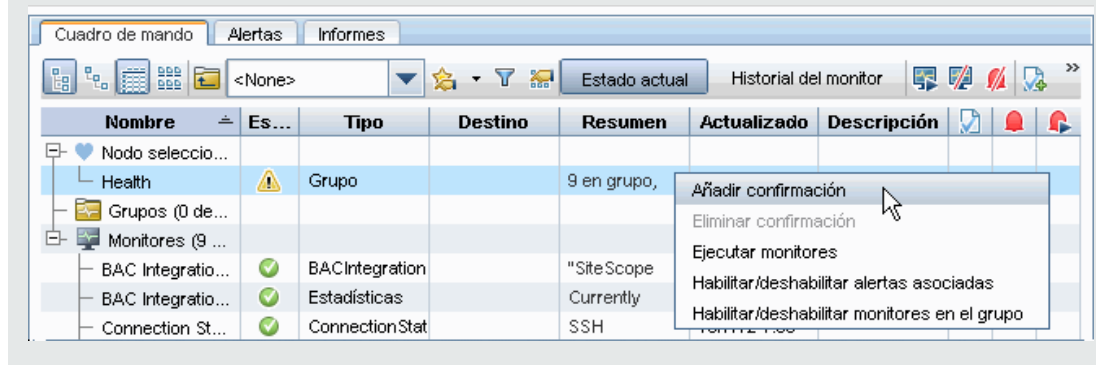 Cuadro de mando Alertas Informes
<None> Estado actual Historial del monitor »
Nombre Es... Tipo Destino Resumen Actualizado Descripción
Nodo seleccio...
Health Grupo 9 en grupo,
Añadir confirmación
Grupos (0 de...
Eliminar confirmación
Monitores (9 ...
Ejecutar monitores
BAC Integratio... BACIntegration "SiteScope
Habilitar/deshabilitar alertas asociadas
BAC Integratio... Estadísticas Currently
Habilitar/deshabilitar monitores en el grupo
Connection St... ConnectionStat SSH